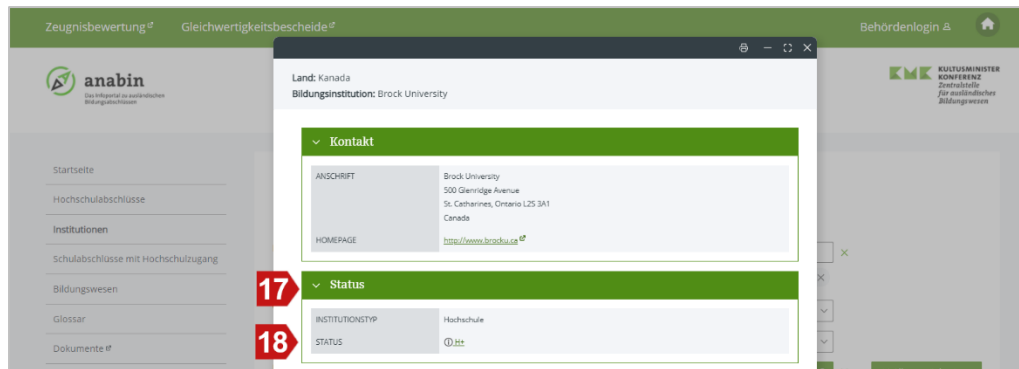 Zeugnisbewertung Gleichwertigkeitsbescheide Behördenlogin
anabin
Das Infoportal zu ausländischen
Bildungsabschlüssen
KMK KULTUSMINISTER
KONFERENZ
Zentralstelle
für ausländisches
Bildungswesen
Startseite
Hochschulabschlüsse
Institutionen
Schulabschlüsse mit Hochschulzugang
Bildungswesen
Glossar
Dokumente
Land: Kanada
Bildungsinstitution: Brock University
Kontakt
ANSCHRIFT Brock University
500 Glenridge Avenue
St. Catharines, Ontario L2S 3A1
Canada
HOMEPAGE http://www.brocku.ca
17 Status
INSTITUTIONSTYP Hochschule
18 STATUS H+